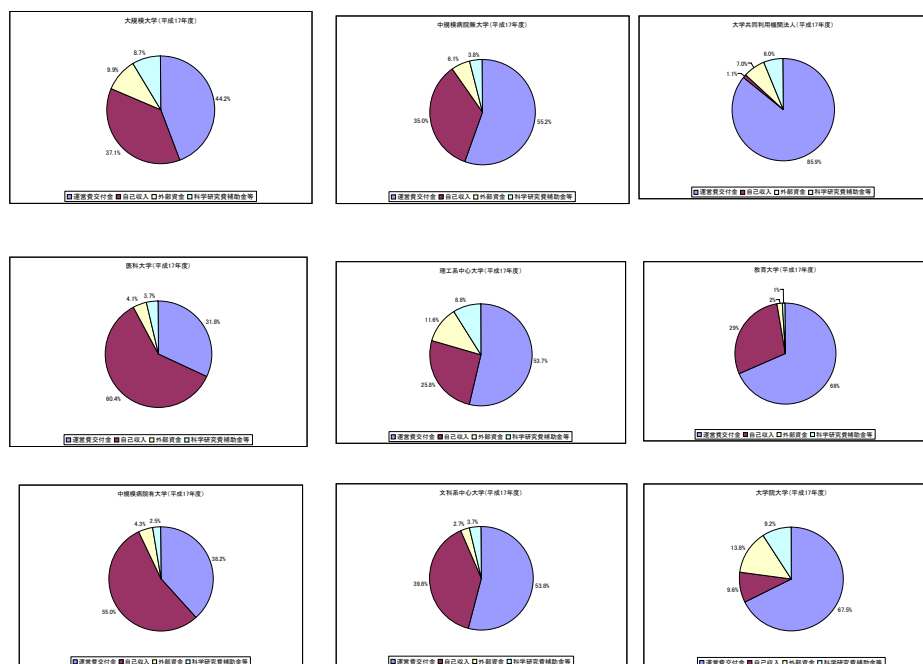 大規模大学(平成17年度)
8.7%
9.9%
44.2%
37.1%
運営費交付金 自己収入 外部資金 科学研究費補助金等
中規模病院無大学(平成17年度)
3.8%
6.1%
55.2%
35.0%
運営費交付金 自己収入 外部資金 科学研究費補助金等
大学共同利用機関法人(平成17年度)
6.0%
7.0%
1.1%
85.9%
運営費交付金 自己収入 外部資金 科学研究費補助金等
医科大学(平成17年度)
3.7%
4.1%
31.8%
60.4%
運営費交付金 自己収入 外部資金 科学研究費補助金等
理工系中心大学(平成17年度)
8.8%
11.6%
53.7%
25.8%
運営費交付金 自己収入 外部資金 科学研究費補助金等
教育大学(平成17年度)
1%
2%
29%
68%
運営費交付金 自己収入 外部資金 科学研究費補助金等
中規模病院有大学(平成17年度)
2.5%
4.3%
38.2%
55.0%
運営費交付金 自己収入 外部資金 科学研究費補助金等
文科系中心大学(平成17年度)
2.7% 3.7%
39.8%
53.8%
運営費交付金 自己収入 外部資金 科学研究費補助金等
大学院大学(平成17年度)
9.2%
13.8%
9.6%
67.5%
運営費交付金 自己収入 外部資金 科学研究費補助金等